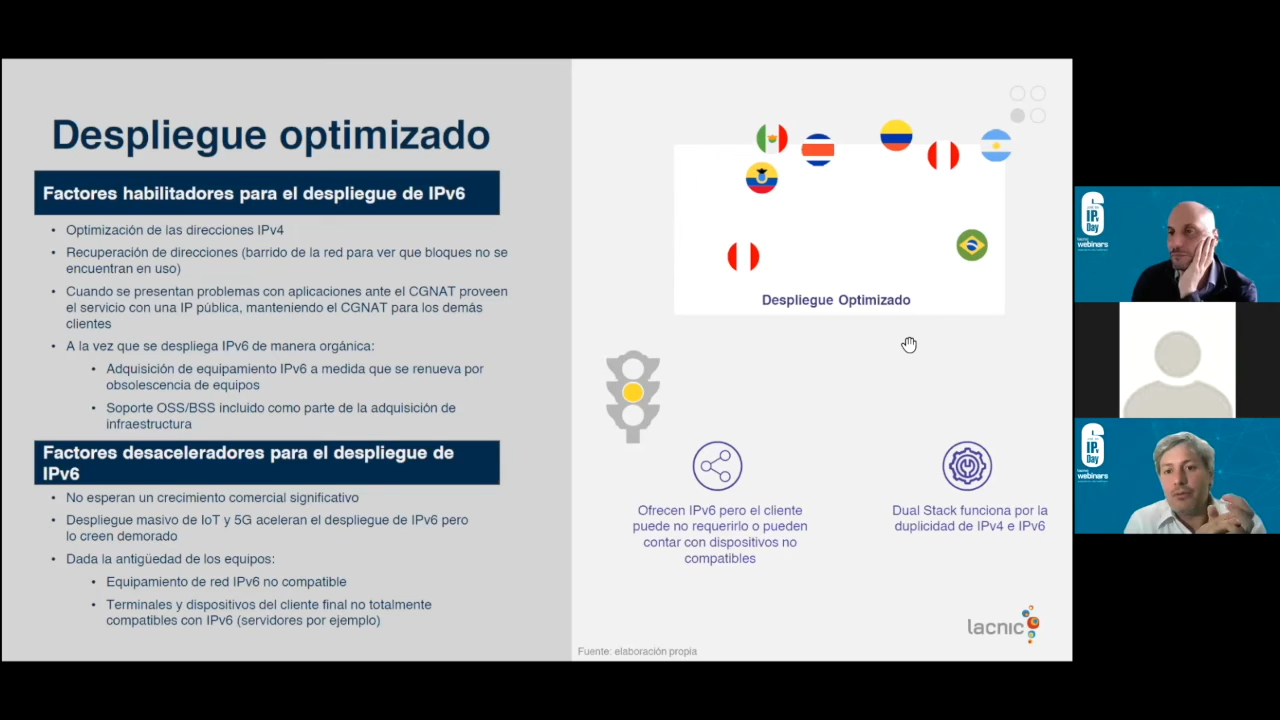 Despliegue optimizado
Factores habilitadores para el despliegue de IPv6
• Optimización de las direcciones IPv4
• Recuperación de direcciones (barrido de la red para ver que bloques no se
encuentran en uso)
• Cuando se presentan problemas con aplicaciones ante el CGNAT proveen
el servicio con una IP pública, manteniendo el CGNAT para los demás
clientes
• A la vez que se despliega IPv6 de manera orgánica:
• Adquisición de equipamiento IPv6 a medida que se renueva por
obsolescencia de equipos
• Soporte OSS/BSS incluido como parte de la adquisición de
infraestructura
Factores desaceleradores para el despliegue de
IPv6
• No esperan un crecimiento comercial significativo
• Despliegue masivo de IoT y 5G aceleran el despliegue de IPv6 pero
lo creen demorado
• Dada la antigüedad de los equipos:
• Equipamiento de red IPv6 no compatible
• Terminales y dispositivos del cliente final no totalmente
compatibles con IPv6 (servidores por ejemplo)
Despliegue Optimizado
Ofrecen IPv6 pero el cliente
puede no requerirlo o pueden
contar con dispositivos no
compatibles
Dual Stack funciona por la
duplicidad de IPv4 e IPv6
lacnic
Fuente: elaboración propia
IPv
Day
lacnic
webinars
IPv
Day
lacnic
webinars